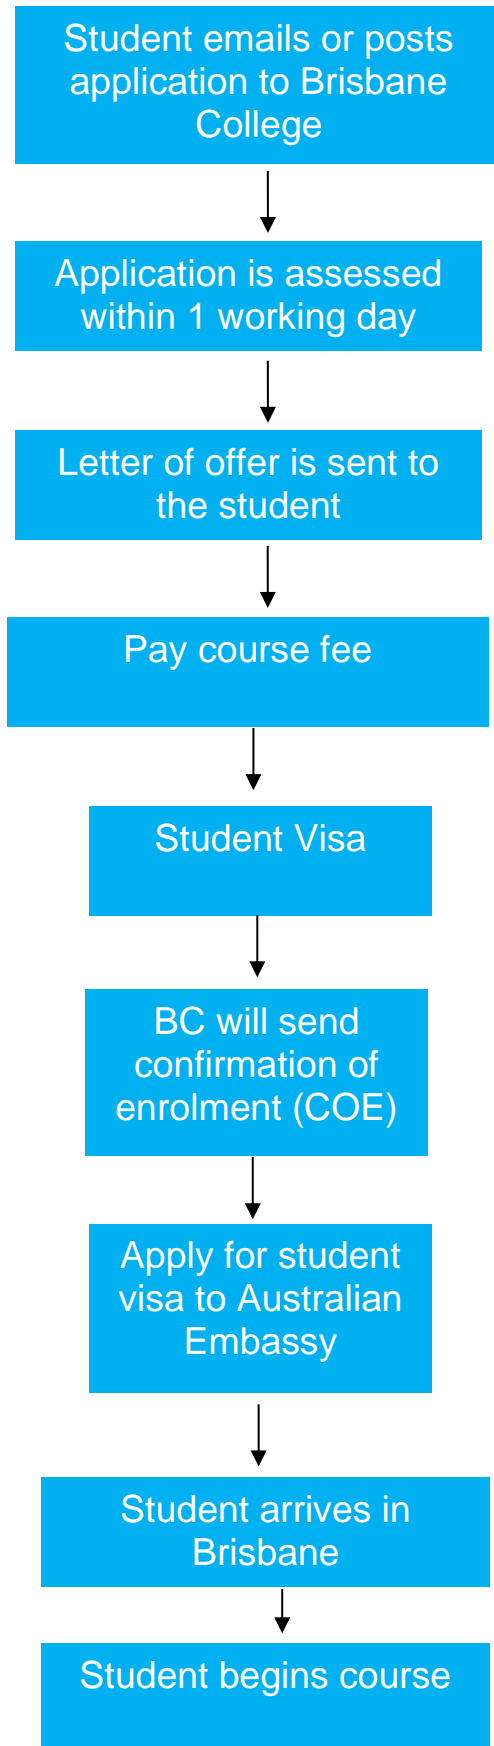 Student emails or posts
application to Brisbane
College
Application is assessed
within 1 working day
Letter of offer is sent to
the student
Pay course fee
Student Visa
BC will send
confirmation of
enrolment (COE)
Apply for student
visa to Australian
Embassy
Student arrives in
Brisbane
Student begins course